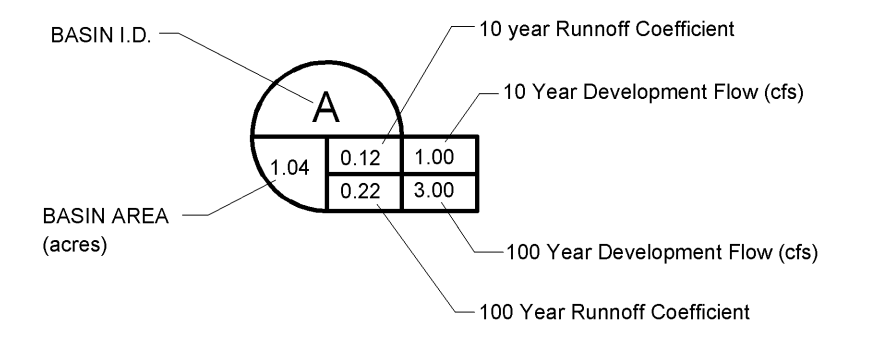 10 year Runnoff Coefficient
BASIN I.D.
10 Year Development Flow (cfs)
A
1.04
0.12
1.00
0.22
3.00
BASIN AREA
(acres)
100 Year Development Flow (cfs)
100 Year Runnoff Coefficient